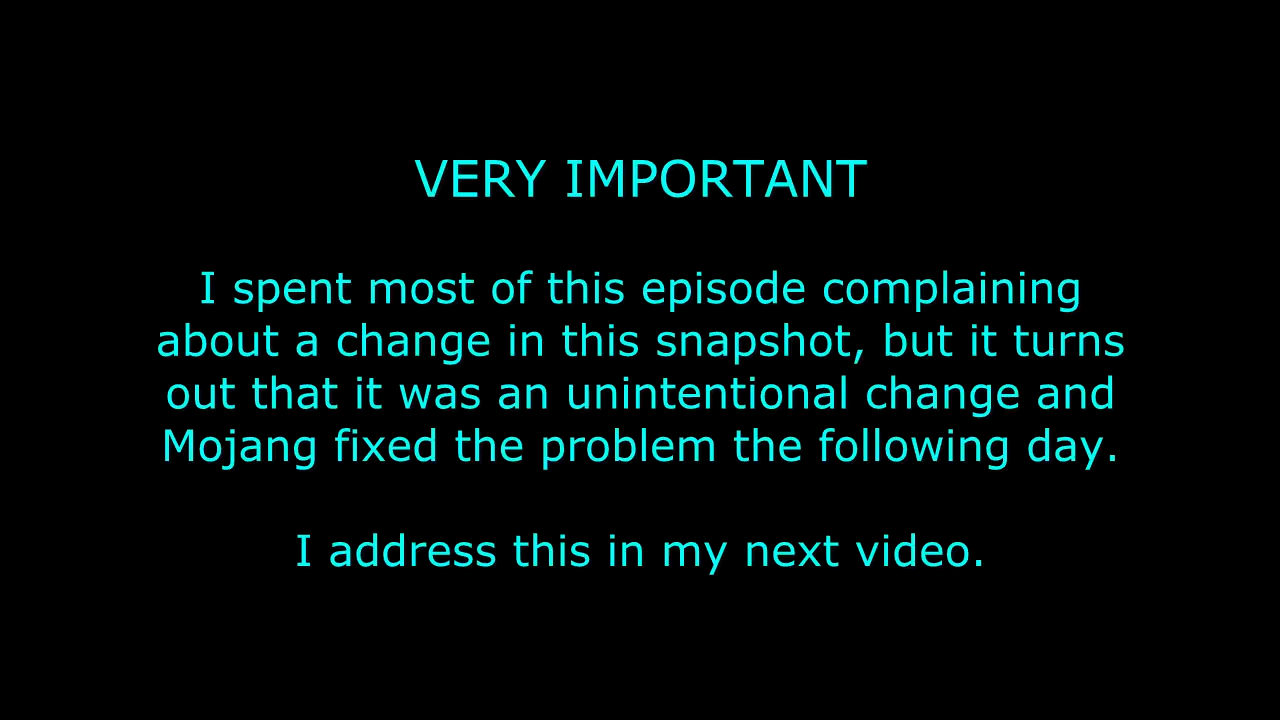 VERY IMPORTANT
I spent most of this episode complaining
about a change in this snapshot, but it turns
out that it was an unintentional change and
Mojang fixed the problem the following day.
I address this in my next video.